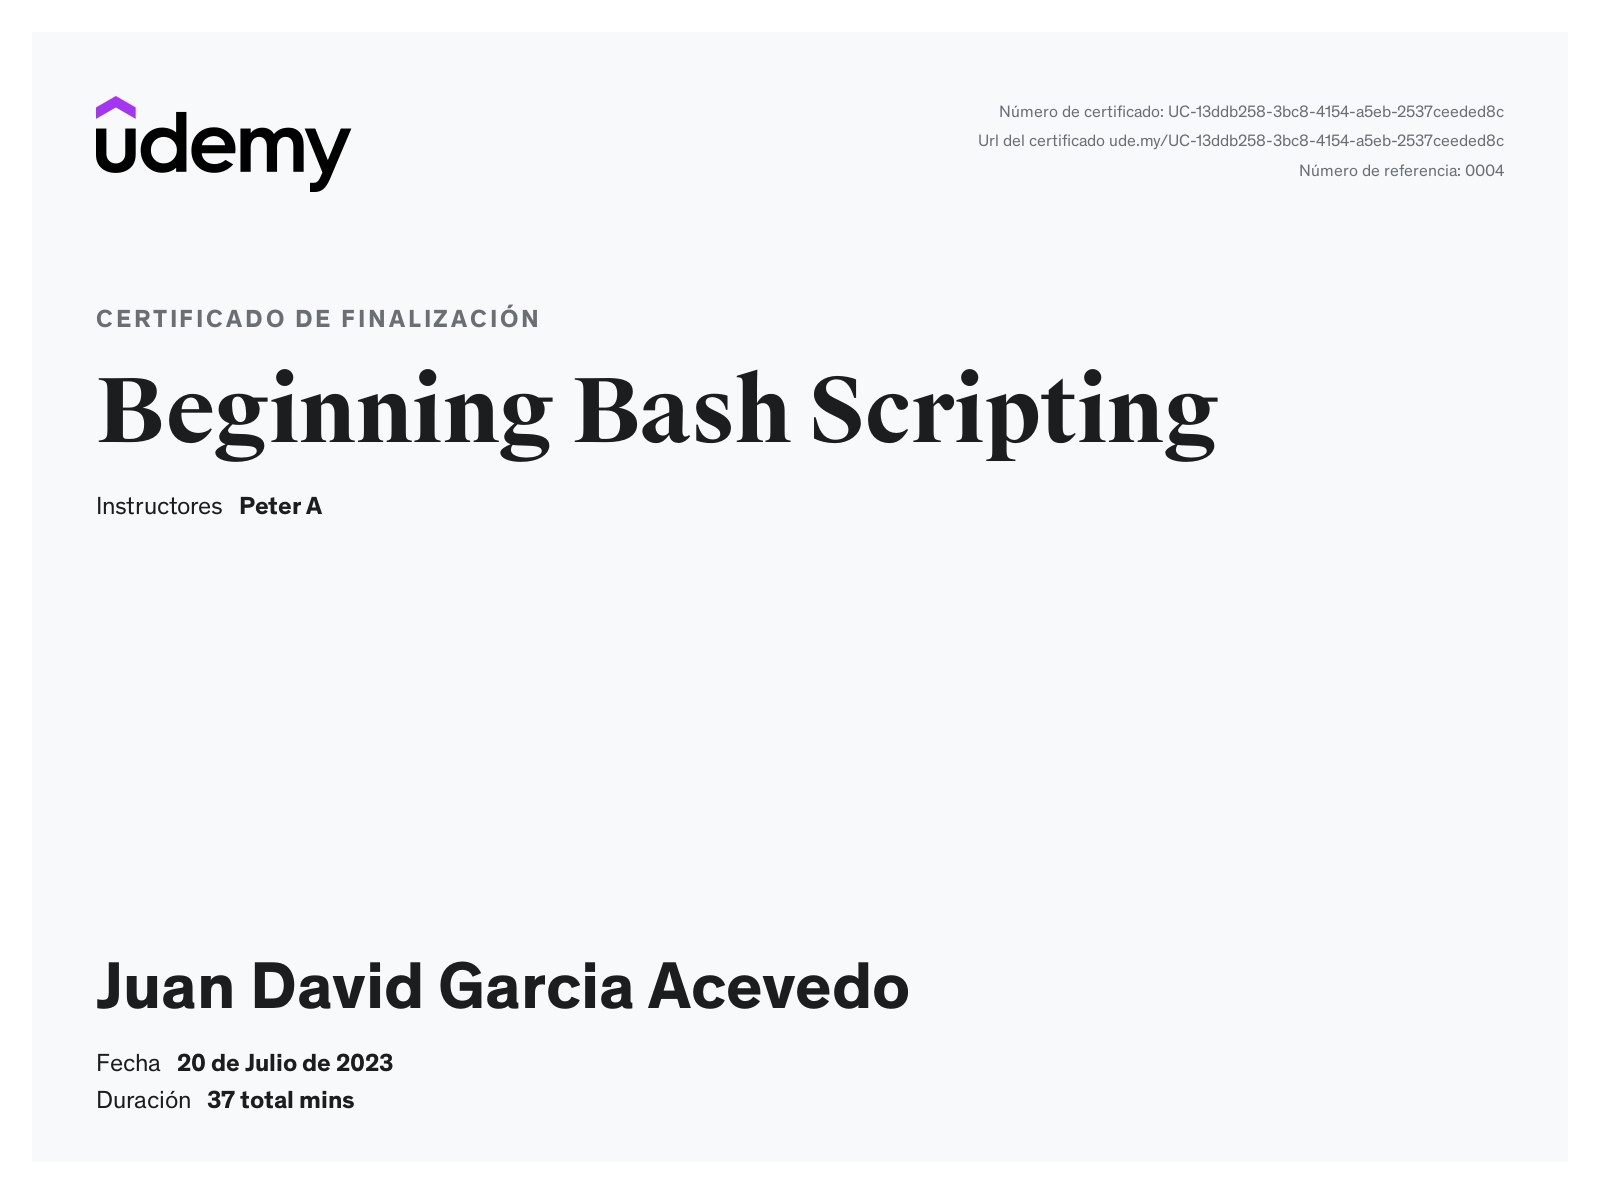 udemy
Número de certificado: UC-13ddb258-3bc8-4154-a5eb-2537ceeded8c
Url del certificado ude.my/UC-13ddb258-3bc8-4154-a5eb-2537ceeded8c
Número de referencia: 0004
CERTIFICADO DE FINALIZACIÓN
Beginning Bash Scripting
Instructores Peter A
Juan David Garcia Acevedo
Fecha 20 de Julio de 2023
Duración 37 total mins